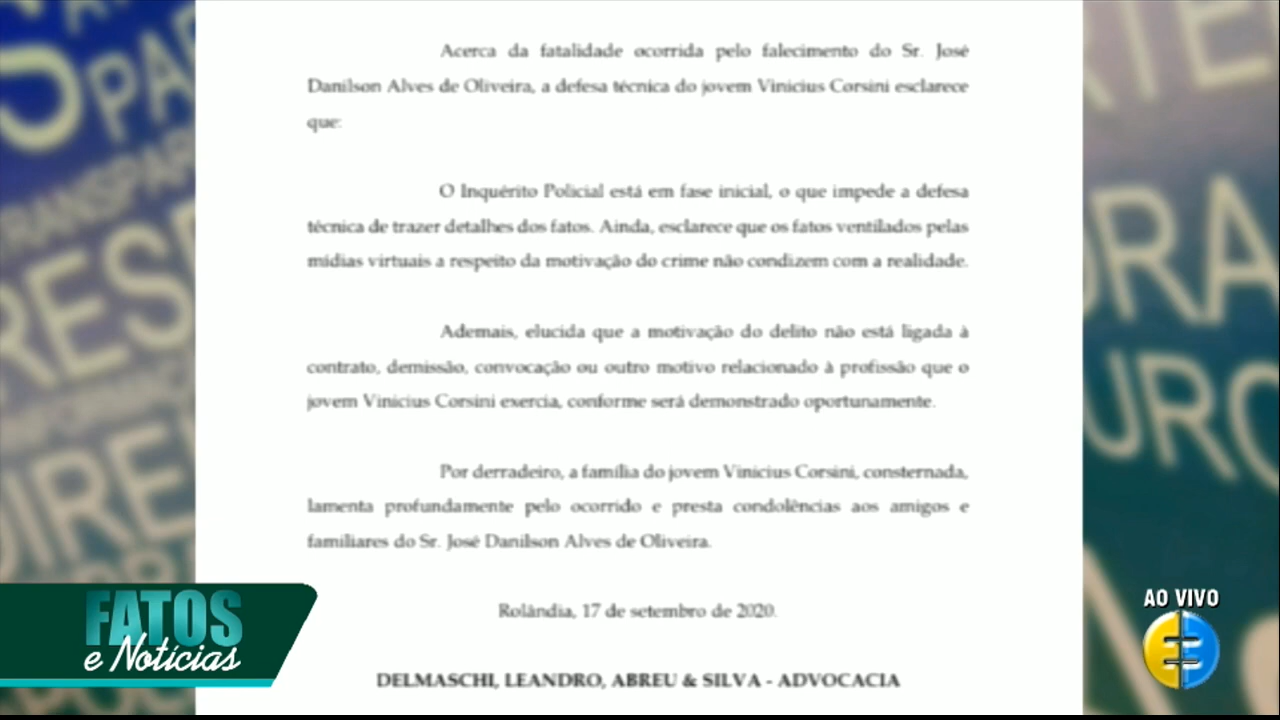 Acerca da fatalidade ocorrida pelo falecimento do Sr. José
Danilson Alves de Oliveira, a defesa técnica do jovem Vinicius Corsini esclarece
que:
O Inquérito Policial está em fase inicial, o que impede a defesa
técnica de trazer detalhes dos fatos. Ainda, esclarece que os fatos ventilados pelas
mídias virtuais a respeito da motivação do crime não condizem com a realidade.
Ademais, elucida que a motivação do delito não está ligada à
contrato, demissão, convocação ou outro motivo relacionado à profissão que o
jovem Vinicius Corsini exercia, conforme será demonstrado oportunamente.
Por derradeiro, a família do jovem Vinicius Corsini, consternada,
lamenta profundamente pelo ocorrido e presta condolências aos amigos e
familiares do Sr. José Danilson Alves de Oliveira.
Rolândia, 17 de setembro de 2020.
DELMASCHI, LEANDRO, ABREU & SILVA - ADVOCACIA
FATOS
e Notícias
AO VIVO